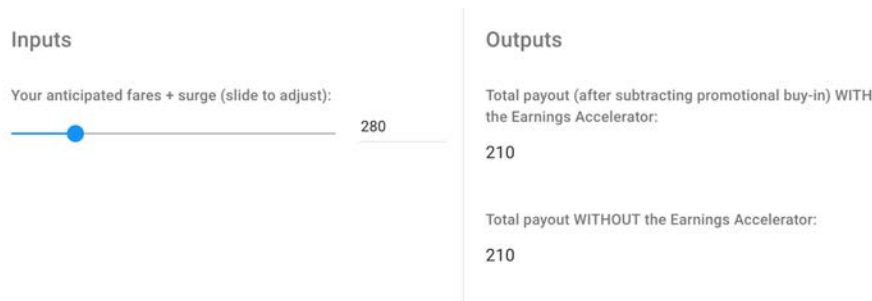 Inputs
Your anticipated fares + surge (slide to adjust):
280
Outputs
Total payout (after subtracting promotional buy-in) WITH
the Earnings Accelerator:
210
Total payout WITHOUT the Earnings Accelerator:
210